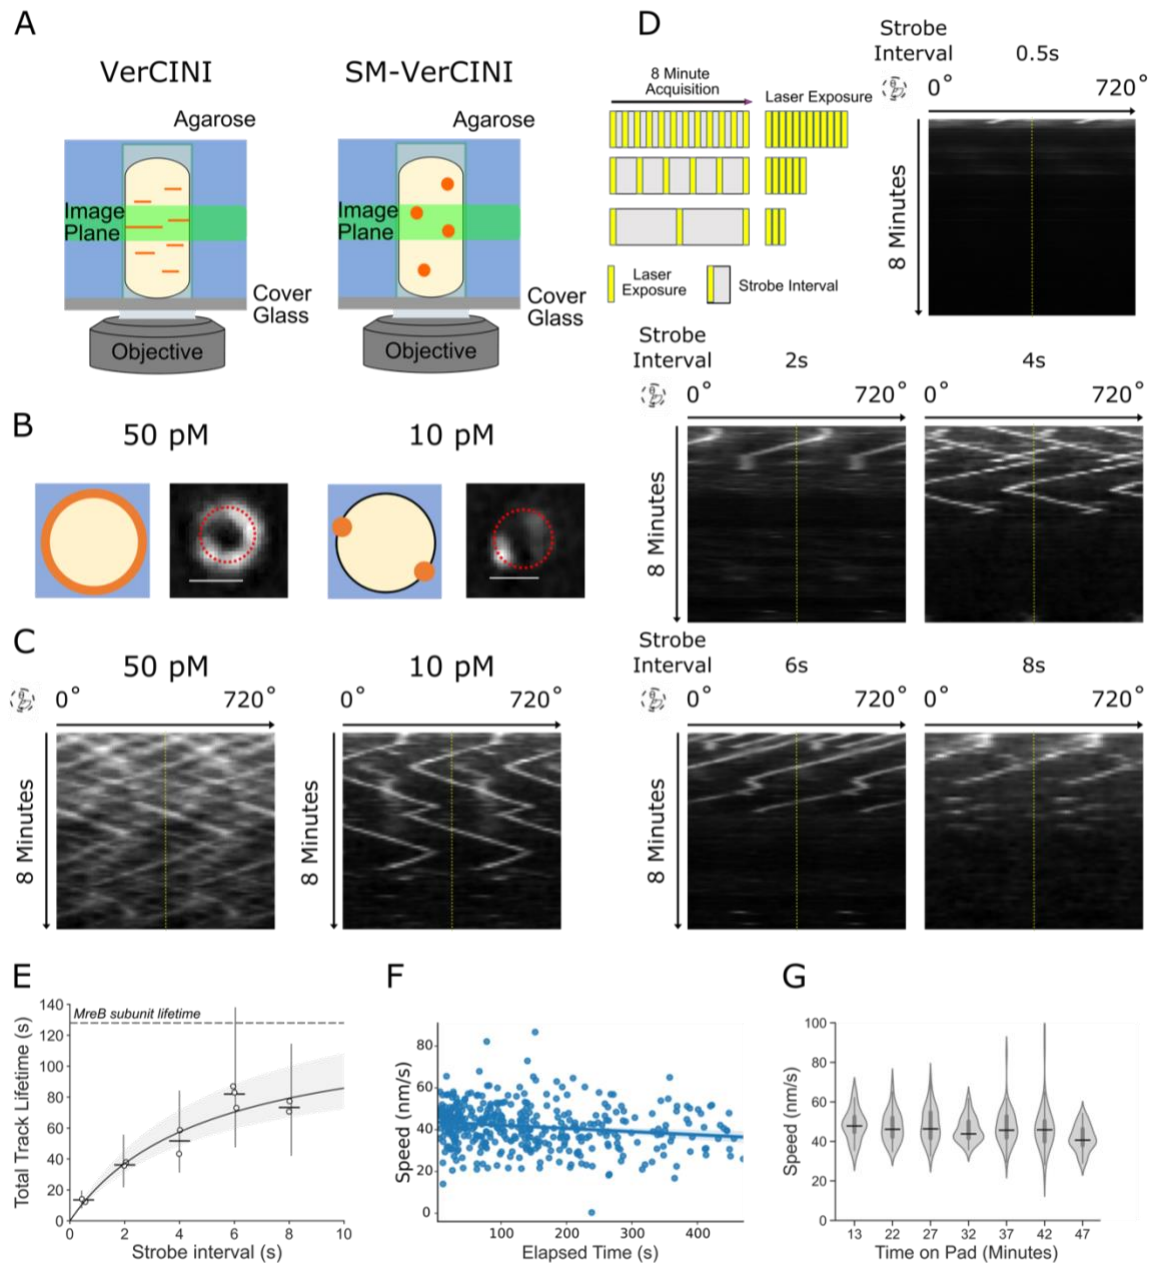 A
VerCINI
SM-VerCINI
Agarose
Agarose
Image
Plane
Image
Plane
Cover
Glass
Cover
Glass
Objective
Objective
B
50 pM
10 pM
C
50 pM
10 pM
0°
720°
0°
720°
8 Minutes
8 Minutes
D
8 Minute
Acquisition
Laser Exposure
Laser
Exposure
Strobe Interval
Strobe
Interval
0.5s
0°
720°
8 Minutes
Strobe
Interval
2s
4s
0°
720°
0°
720°
8 Minutes
Strobe
Interval
6s
8s
0°
720°
0°
720°
8 Minutes
E
Total Track Lifetime (s)
140
120
100
80
60
40
20
0
MreB subunit lifetime
0
2
4
6
8
10
Strobe interval (s)
F
Speed (nm/s)
80
60
40
20
0
100
200
300
400
Elapsed Time (s)
G
Speed (nm/s)
100
80
60
40
20
0
13
22
27
32
37
42
47
Time on Pad (Minutes)